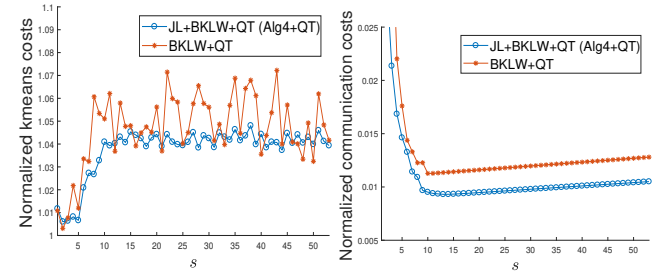 Normalized kmeans costs
1.1
1.09
1.08
1.07
1.06
1.05
1.04
1.03
1.02
1.01
1
JL+BKLW+QT (Alg4+QT)
BKLW+QT
5 10 15 20 25 30 35 40 45 50
s
Normalized communication costs
0.025
0.02
0.015
0.01
0.005
JL+BKLW+QT (Alg4+QT)
BKLW+QT
5 10 15 20 25 30 35 40 45 50
s